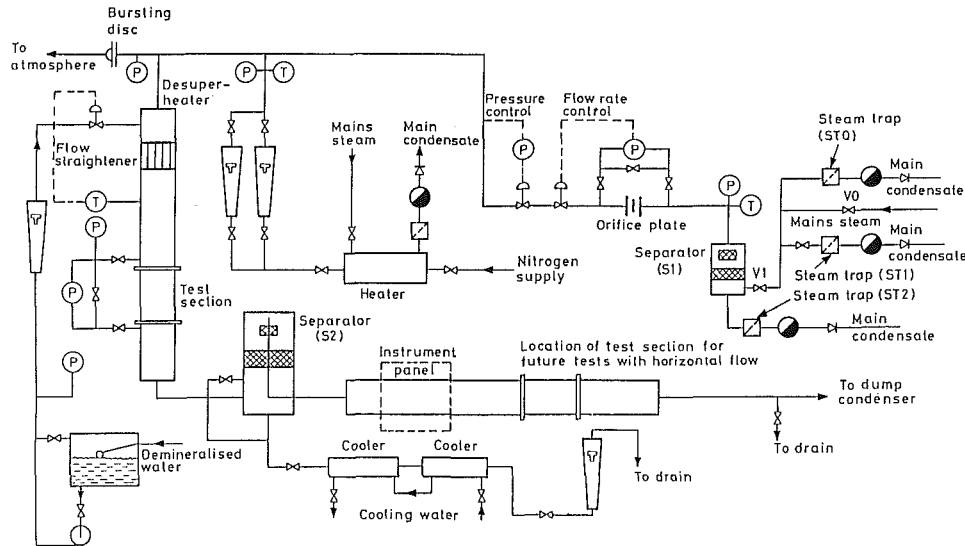 Bursting
disc
To
atmosphere
P
P
T
Desuper-
heater
Flow
straightener
T
P
P
Test
section
P
Demineralised
water
Mains
steam
Main
condensate
Heater
Nitrogen
supply
Pressure
control
P
Flow rate
control
P
Orifice plate
P
T
Separator
(S1)
V1
Steam trap
(ST0)
Main
condensate
V0
Mains steam
Main
condensate
Steam trap (ST1)
Steam trap (ST2)
Main
condensate
Separator
(S2)
Instrument
panel
Location of test section for
future tests with horizontal flow
To dump
condenser
To drain
Cooler
Cooler
Cooling water
To drain